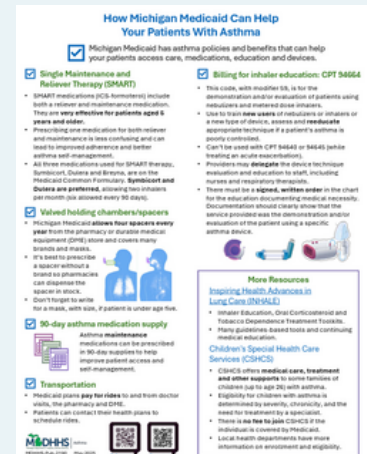 How Michigan Medicaid Can Help
Your Patients With Asthma
Michigan Medicaid has asthma policies and benefits that can help
your patients access care, medications, education and devices.
Single Maintenance and
Reliever Therapy (SMART)
• SMART medications (ICS-formoterol) include
both a reliever and maintenance medication.
They are very effective for patients aged 5
years and older.
• Prescribing one medication for both reliever
and maintenance is less confusing and can
lead to improved adherence and better
asthma self-management.
• All three medications used for SMART therapy,
Symbicort, Dulera and Breyna, are on the
Medicaid Common Formulary. Symbicort and
Dulera are preferred, allowing two inhalers
per month (six allowed every 90 days).
Valved holding chambers/spacers
• Michigan Medicaid allows four spacers every
year from the pharmacy or durable medical
equipment (DME) store and covers many
brands and masks.
• It's best to prescribe
a spacer without a
brand so pharmacies
can dispense the
spacer in stock.
• Don't forget to write
for a mask, with size, if patient is under age five.
90-day asthma medication supply
Asthma maintenance
medications can be prescribed
in 90-day supplies to help
improve patient access and
self-management.
Transportation
• Medicaid plans pay for rides to and from doctor
visits, the pharmacy and DME.
• Patients can contact their health plans to
schedule rides.
MDHHS
Asthma
Billing for inhaler education: CPT 94664
• This code, with modifier 59, is for the
demonstration and/or evaluation of patients using
nebulizers and metered dose inhalers.
• Use to train new users of nebulizers or inhalers or
a new type of device, assess and reeducate
appropriate technique if a patient's asthma is
poorly controlled.
• Can't be used with CPT 94640 or 94645 (while
treating an acute exacerbation).
• Providers may delegate the device technique
evaluation and education to staff, including
nurses and respiratory therapists.
• There must be a signed, written order in the chart
for the education documenting medical necessity.
Documentation should clearly show that the
service provided was the demonstration and/or
evaluation of the patient using a specific
asthma device.
More Resources
Inspiring Health Advances in
Lung Care (INHALE)
• Inhaler Education, Oral Corticosteroid and
Tobacco Dependence Treatment Toolkits.
• Many guidelines-based tools and continuing
medical education.
Children's Special Health Care
Services (CSHCS)
• CSHCS offers medical care, treatment
and other supports to some families of
children (up to age 26) with asthma.
• Eligibility for children with asthma is
determined by severity, chronicity, and the
need for treatment by a specialist.
• There is no fee to join CSHCS if the
individual is covered by Medicaid.
• Local health departments have more
information on enrollment and eligibility.